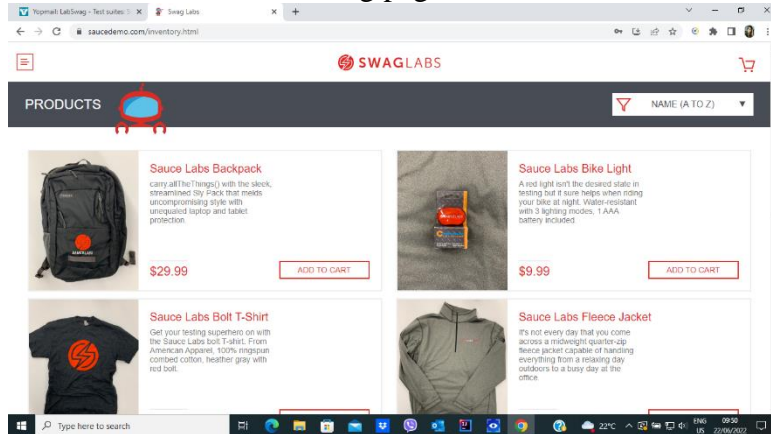 Yopmail: LabSwag - Test suites: S
Swag Labs
saucedemo.com/inventory.html
SWAGLABS
PRODUCTS
NAME (A TO Z)
Sauce Labs Backpack
carry.allTheThings() with the sleek,
streamlined Sly Pack that melds
uncompromising style with
unequaled laptop and tablet
protection.
$29.99
ADD TO CART
Sauce Labs Bike Light
A red light isn't the desired state in
testing but it sure helps when riding
your bike at night. Water-resistant
with 3 lighting modes, 1 AAA
battery included.
$9.99
ADD TO CART
Sauce Labs Bolt T-Shirt
Get your testing superhero on with
the Sauce Labs bolt T-shirt. From
American Apparel, 100% ringspun
combed cotton, heather gray with
red bolt.
Sauce Labs Fleece Jacket
It's not every day that you come
across a midweight quarter-zip
fleece jacket capable of handling
everything from a relaxing day
outdoors to a busy day at the
office.
Type here to search
22°C
ENG
US
09:50
22/06/2022